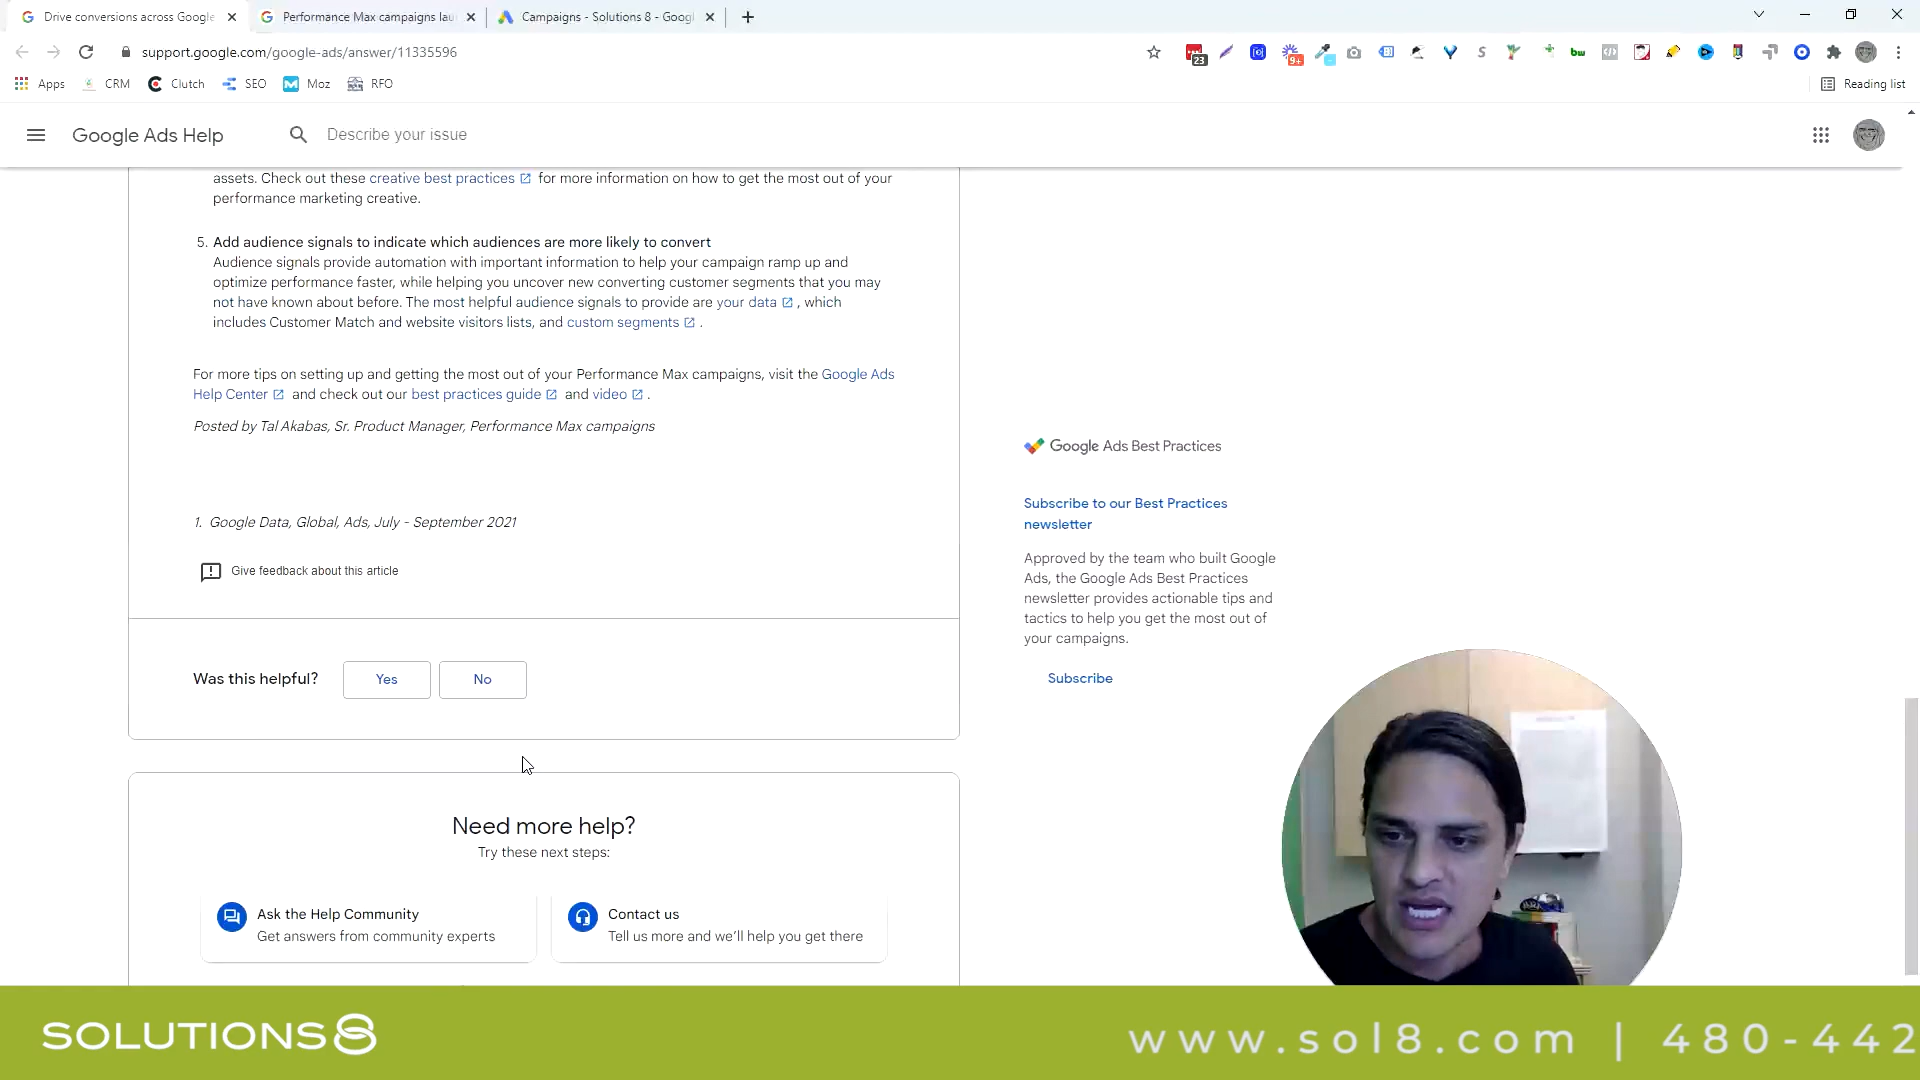 Drive conversions across Google
Performance Max campaigns lau
Campaigns - Solutions 8 - Googl
support.google.com/google-ads/answer/11335596
23
9+
bw
S
Apps
CRM
Clutch
SEO
Moz
RFO
Reading list
Google Ads Help
Describe your issue
assets. Check out these creative best practices for more information on how to get the most out of your
performance marketing creative.
5. Add audience signals to indicate which audiences are more likely to convert
Audience signals provide automation with important information to help your campaign ramp up and
optimize performance faster, while helping you uncover new converting customer segments that you may
not have known about before. The most helpful audience signals to provide are your data , which
includes Customer Match and website visitors lists, and custom segments .
For more tips on setting up and getting the most out of your Performance Max campaigns, visit the Google Ads
Help Center and check out our best practices guide and video .
Posted by Tal Akabas, Sr. Product Manager, Performance Max campaigns
1. Google Data, Global, Ads, July - September 2021
Give feedback about this article
Was this helpful?
Yes
No
Need more help?
Try these next steps:
Ask the Help Community
Get answers from community experts
Contact us
Tell us more and we'll help you get there
Google Ads Best Practices
Subscribe to our Best Practices
newsletter
Approved by the team who built Google
Ads, the Google Ads Best Practices
newsletter provides actionable tips and
tactics to help you get the most out of
your campaigns.
Subscribe
SOLUTIONS8
www.sol8.com | 480-442